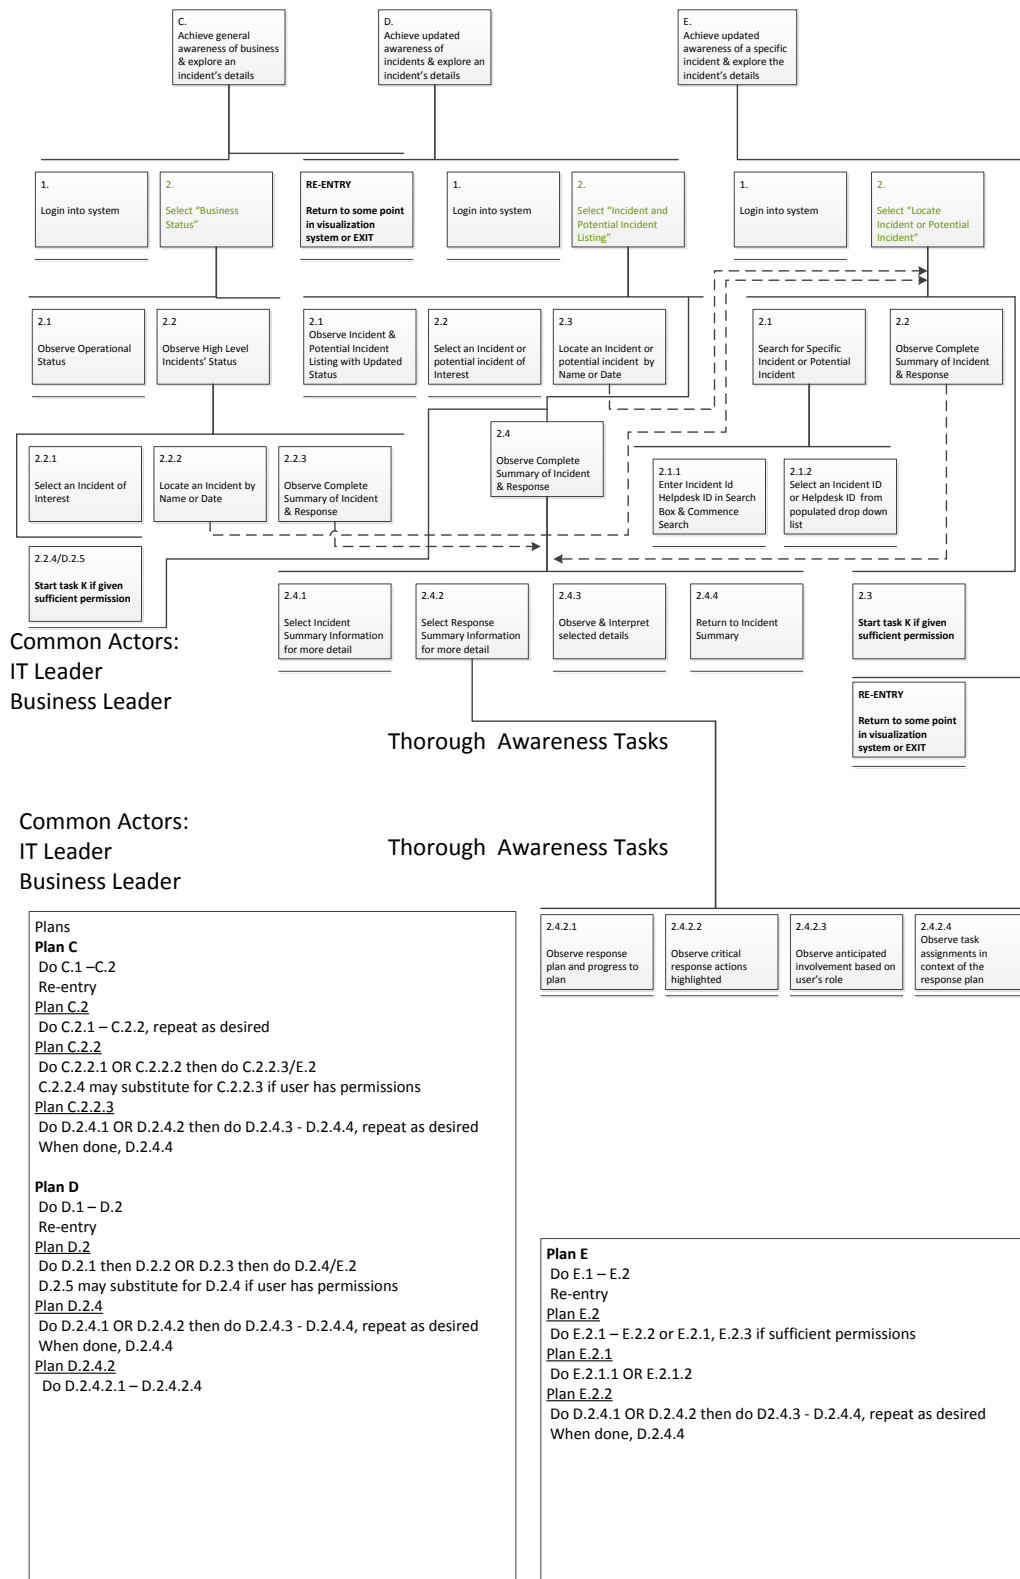 C.
Achieve general
awareness of business
& explore an
incident's details
D.
Achieve updated
awareness of
incidents & explore an
incident's details
E.
Achieve updated
awareness of a specific
incident & explore the
incident's details
1.
Login into system
2.
Select "Business
Status"
RE-ENTRY
Return to some point
in visualization
system or EXIT
1.
Login into system
2.
Select "Incident and
Potential Incident
Listing"
1.
Login into system
2.
Select "Locate
Incident or Potential
Incident"
2.1
Observe Operational
Status
2.2
Observe High Level
Incidents' Status
2.1
Observe Incident &
Potential Incident
Listing with Updated
Status
2.2
Select an Incident or
potential incident of
Interest
2.3
Locate an Incident or
potential incident by
Name or Date
2.1
Search for Specific
Incident or Potential
Incident
2.2
Observe Complete
Summary of Incident
& Response
2.2.1
Select an Incident of
Interest
2.2.2
Locate an Incident by
Name or Date
2.2.3
Observe Complete
Summary of Incident
& Response
2.4
Observe Complete
Summary of Incident
& Response
2.1.1
Enter Incident Id
Helpdesk ID in Search
Box & Commence
Search
2.1.2
Select an Incident ID
or Helpdesk ID from
populated drop down
list
2.2.4/D.2.5
Start task K if given
sufficient permission
2.4.1
Select Incident
Summary Information
for more detail
2.4.2
Select Response
Summary Information
for more detail
2.4.3
Observe & Interpret
selected details
2.4.4
Return to Incident
Summary
2.3
Start task K if given
sufficient permission
Common Actors:
IT Leader
Business Leader
RE-ENTRY
Return to some point
in visualization
system or EXIT
Thorough Awareness Tasks
Common Actors:
IT Leader
Business Leader
Thorough Awareness Tasks
2.4.2.1
Observe response
plan and progress to
plan
2.4.2.2
Observe critical
response actions
highlighted
2.4.2.3
Observe anticipated
involvement based on
user's role
2.4.2.4
Observe task
assignments in
context of the
response plan
Plans
Plan C
Do C.1 –C.2
Re-entry
Plan C.2
Do C.2.1 – C.2.2, repeat as desired
Plan C.2.2
Do C.2.2.1 OR C.2.2.2 then do C.2.2.3/E.2
C.2.2.4 may substitute for C.2.2.3 if user has permissions
Plan C.2.2.3
Do D.2.4.1 OR D.2.4.2 then do D.2.4.3 - D.2.4.4, repeat as desired
When done, D.2.4.4
Plan D
Do D.1 – D.2
Re-entry
Plan D.2
Do D.2.1 then D.2.2 OR D.2.3 then do D.2.4/E.2
D.2.5 may substitute for D.2.4 if user has permissions
Plan D.2.4
Do D.2.4.1 OR D.2.4.2 then do D.2.4.3 - D.2.4.4, repeat as desired
When done, D.2.4.4
Plan D.2.4.2
Do D.2.4.2.1 – D.2.4.2.4
Plan E
Do E.1 – E.2
Re-entry
Plan E.2
Do E.2.1 – E.2.2 or E.2.1, E.2.3 if sufficient permissions
Plan E.2.1
Do E.2.1.1 OR E.2.1.2
Plan E.2.2
Do D.2.4.1 OR D.2.4.2 then do D2.4.3 - D.2.4.4, repeat as desired
When done, D.2.4.4